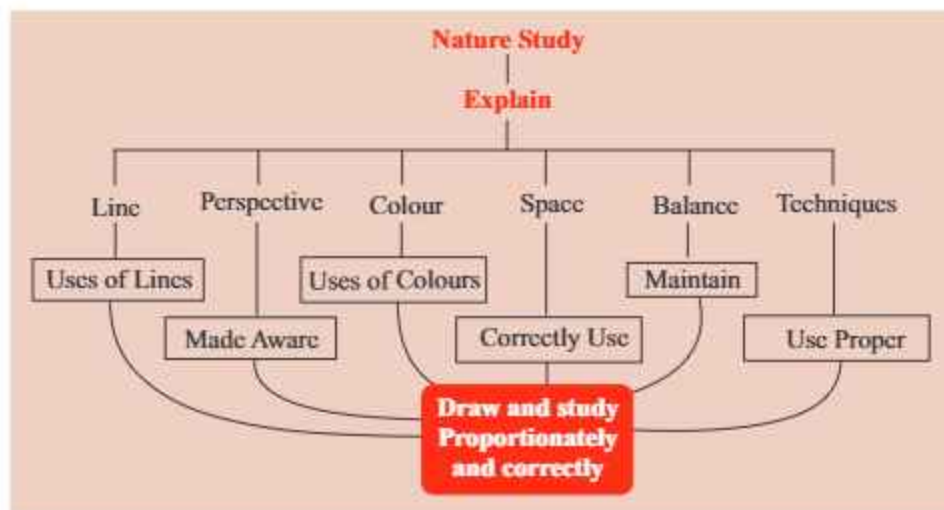 Nature Study
Explain
Line Perspective Colour Space Balance Techniques
Uses of Lines Uses of Colours Maintain
Made Aware Correctly Use Use Proper
Draw and study
Proportionately
and correctly